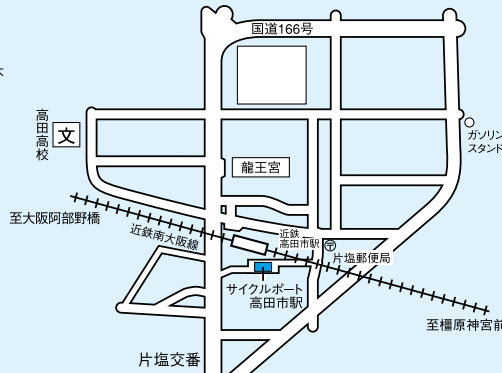 国道166号
高田高校
文
ガソリン
スタンド
龍王宮
至大阪阿部野橋
近鉄南大阪線
近鉄
高田市駅
〒
片塩郵便局
サイクルポート
高田市駅
至橿原神宮前
片塩交番